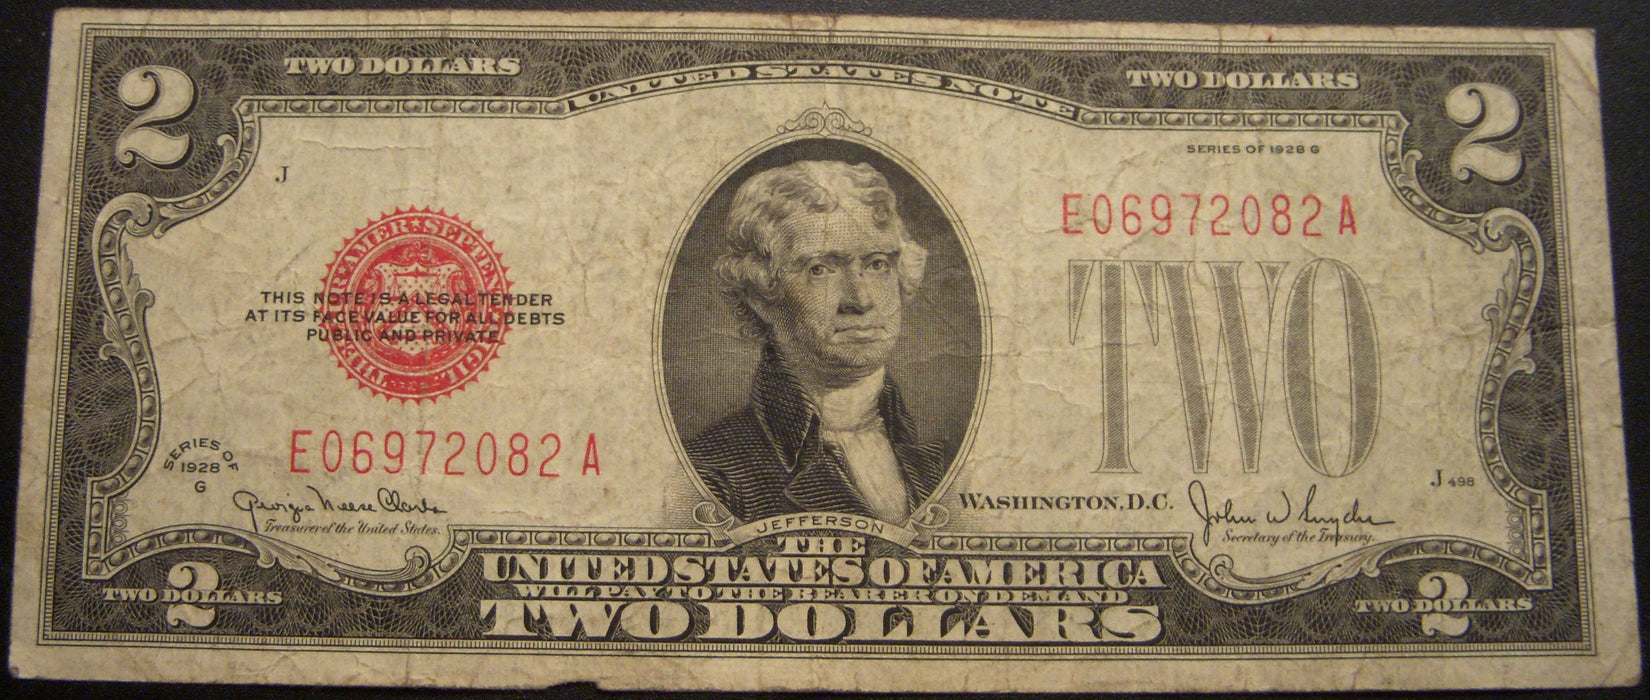 2 TWO DOLLARS UNITED STATES NOTE TWO DOLLARS 2
SERIES OF 1928 G
J
E06972082A
THIS NOTE IS A LEGAL TENDER
AT ITS FACE VALUE FOR ALL DEBTS
PUBLIC AND PRIVATE
TWO
E06972082A
SERIES OF
1928
G
J 498
WASHINGTON, D.C.
Treasurer of the United States.
Secretary of the Treasury.
JEFFERSON
THE
UNITED STATES OF AMERICA
WILL PAY TO THE BEARER ON DEMAND
TWO DOLLARS
2
TWO DOLLARS
2
TWO DOLLARS